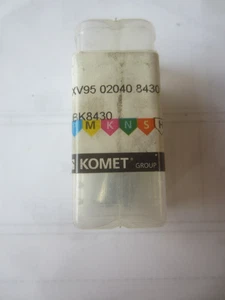 XV95 02040 8430
BK8430
M K N S H
KOMET
GROUP